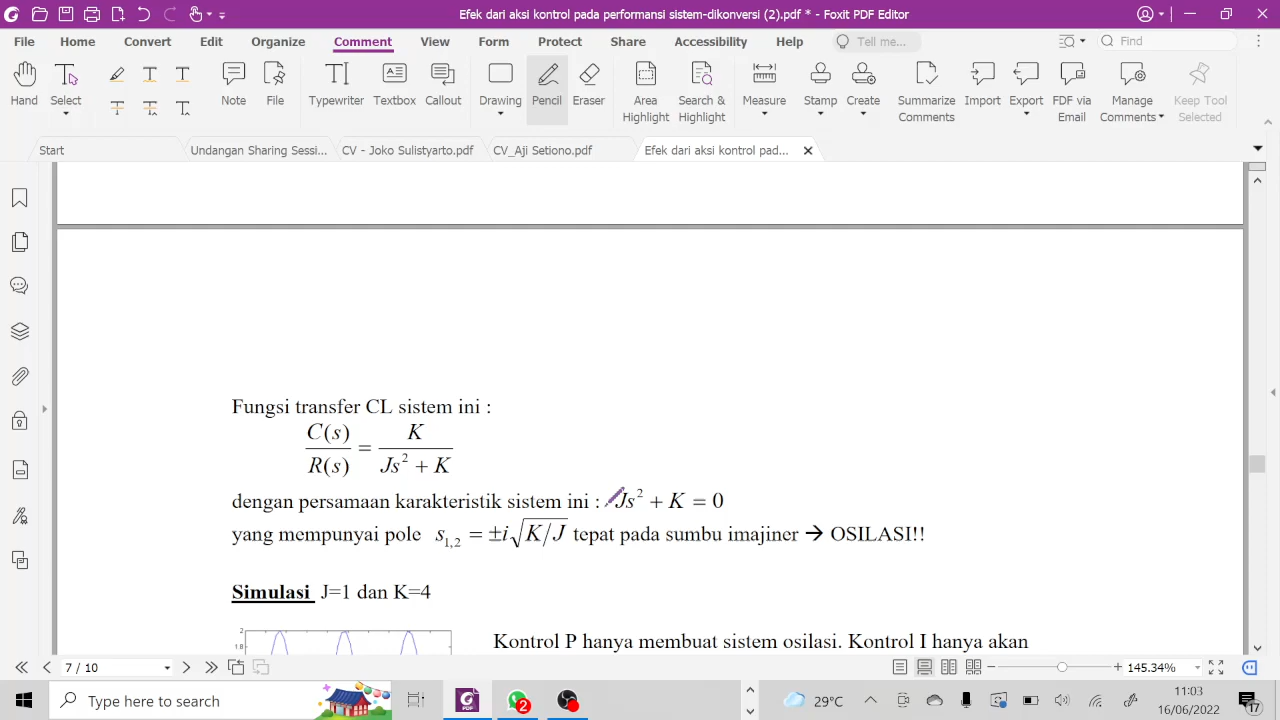 Efek dari aksi kontrol pada performansi sistem-dikonversi (2).pdf * - Foxit PDF Editor
File Home Convert Edit Organize Comment View Form Protect Share Accessibility Help Tell me... Find
Hand Select Note File Typewriter Textbox Callout Drawing Pencil Eraser Area Highlight Search & Highlight Measure Stamp Create Summarize Comments Import Export FDF via Email Manage Comments Keep Tool Selected
Start Undangan Sharing Sessi... CV - Joko Sulistyarto.pdf CV_Aji Setiono.pdf Efek dari aksi kontrol pad...
Fungsi transfer CL sistem ini :
C(s)/R(s) = K/(Js² + K)
dengan persamaan karakteristik sistem ini : Js² + K = 0
yang mempunyai pole s₁,₂ = ±i√(K/J) tepat pada sumbu imajiner → OSILASI!!
Simulasi J=1 dan K=4
2
1.8
Kontrol P hanya membuat sistem osilasi. Kontrol I hanya akan
7 / 10 145.34%
Type here to search 2 29°C 11:03
16/06/2022 17